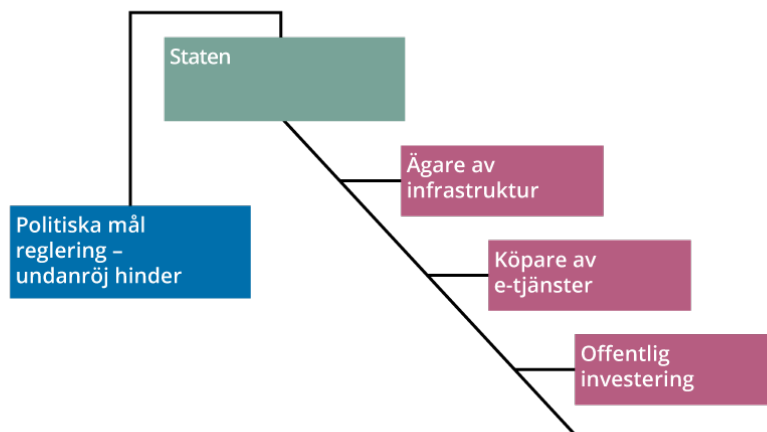 Staten
Ägare av
infrastruktur
Politiska mål
reglering –
undanröj hinder
Köpare av
e-tjänster
Offentlig
investering